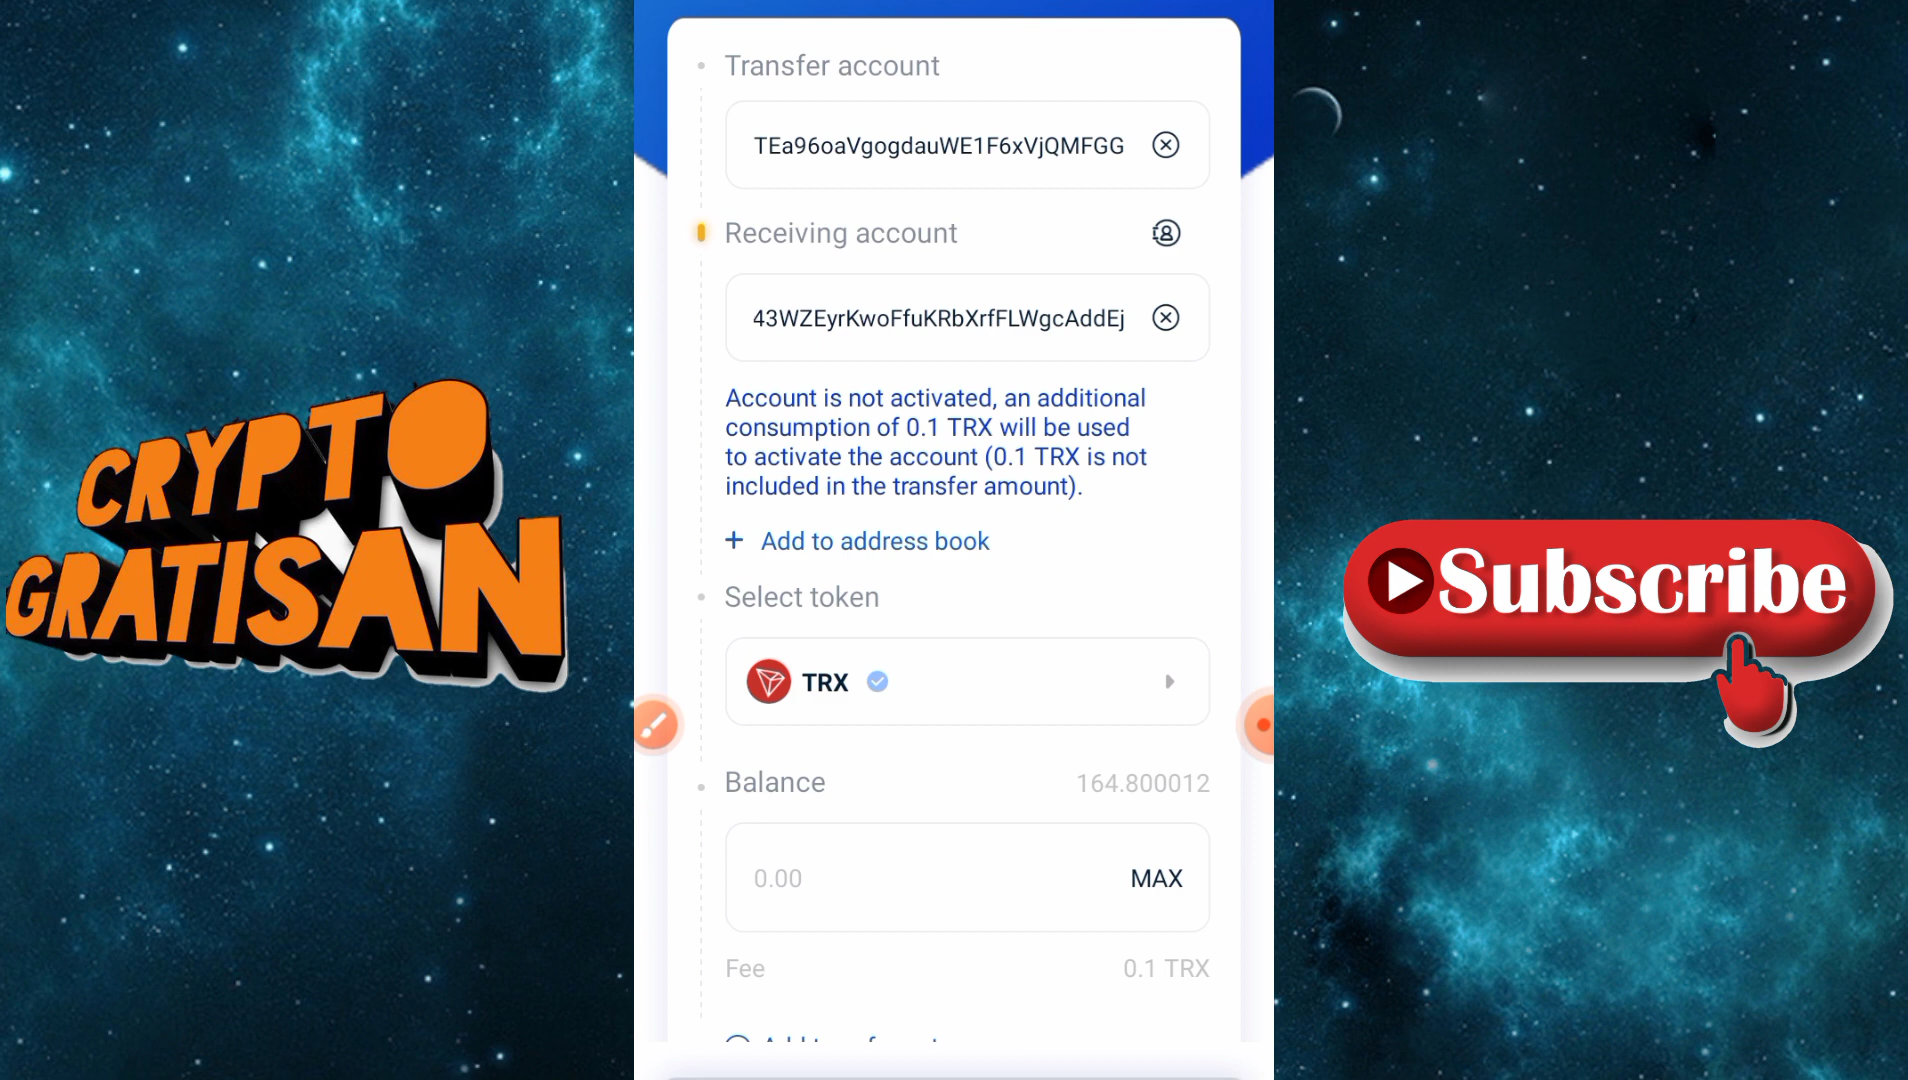 CRYPTO
GRATISAN
Transfer account
TEa96oaVgogdauWE1F6xVjQMFGG
Receiving account
43WZEyrKwoFfuKRbXrfFLWgcAddEj
Account is not activated, an additional
consumption of 0.1 TRX will be used
to activate the account (0.1 TRX is not
included in the transfer amount).
+ Add to address book
Select token
TRX
Balance 164.800012
0.00 MAX
Fee 0.1 TRX
Subscribe